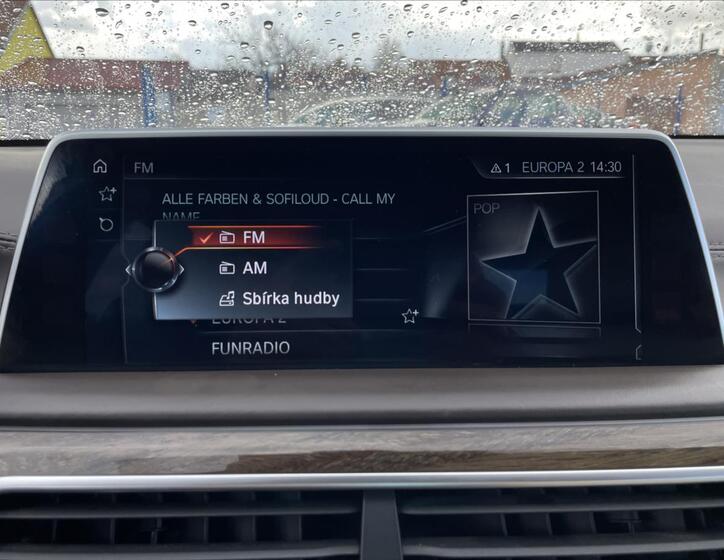 FM
1 EUROPA 2 14:30
ALLE FARBEN & SOFILOUD - CALL MY
NAME
POP
FM
AM
Sbírka hudby
EUROPA 2
FUNRADIO